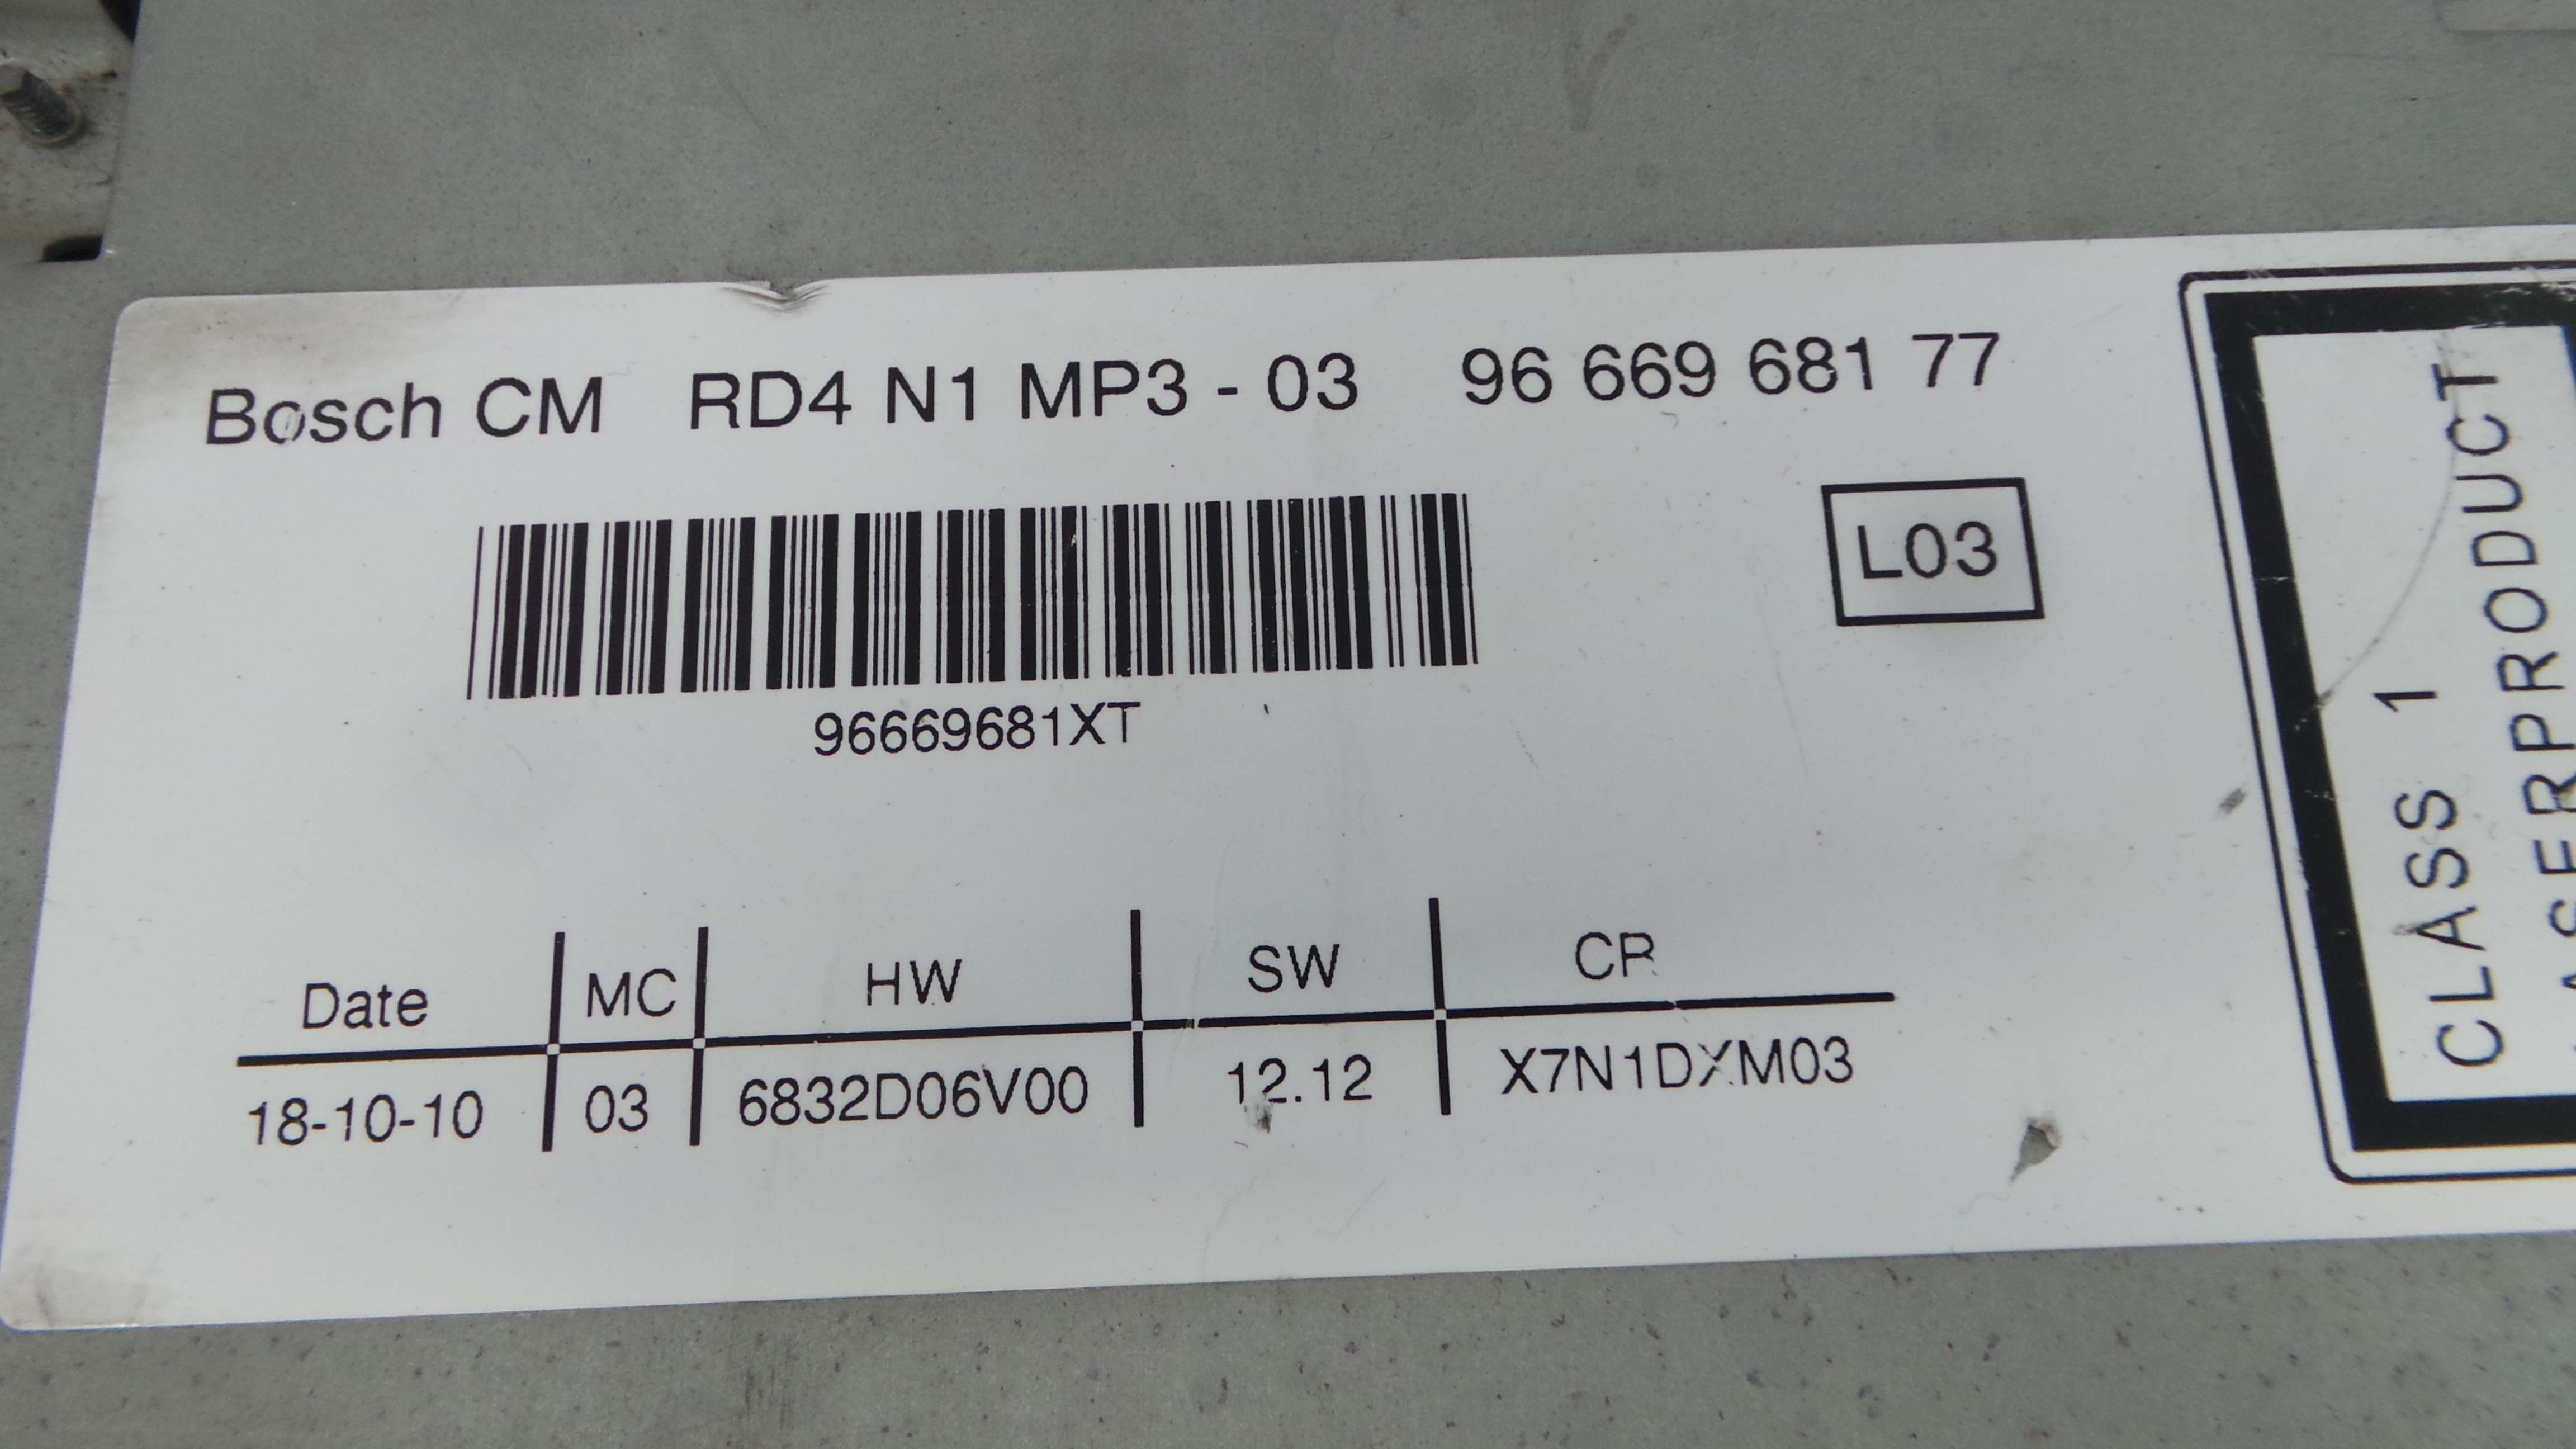 Bosch CM RD4 N1 MP3 - 03 96 669 681 77
L03
96669681XT
Date MC HW SW CR
18-10-10 03 6832D06V00 12.12 X7N1DXM03
CLASS 1
LASERPRODUCT